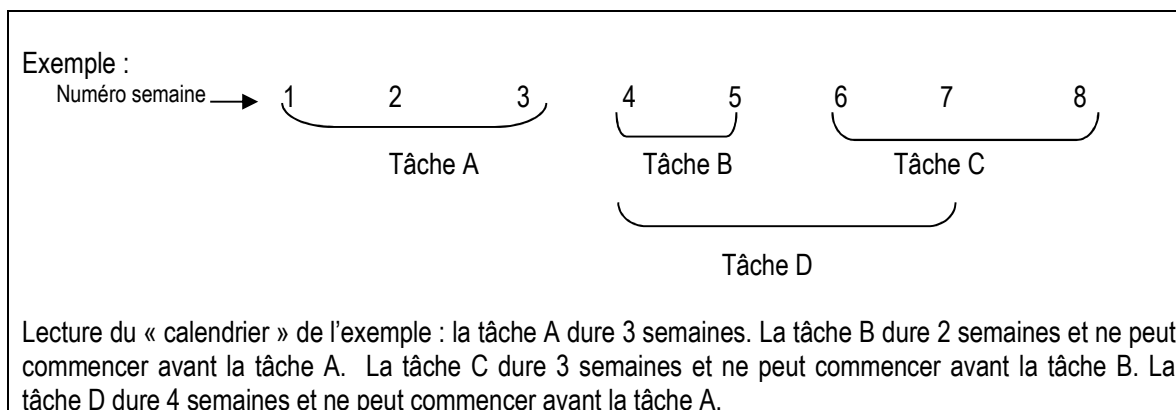 Exemple :
Numéro semaine 1 2 3 4 5 6 7 8
Tâche A Tâche B Tâche C
Tâche D
Lecture du « calendrier » de l’exemple : la tâche A dure 3 semaines. La tâche B dure 2 semaines et ne peut
commencer avant la tâche A. La tâche C dure 3 semaines et ne peut commencer avant la tâche B. La
tâche D dure 4 semaines et ne peut commencer avant la tâche A.